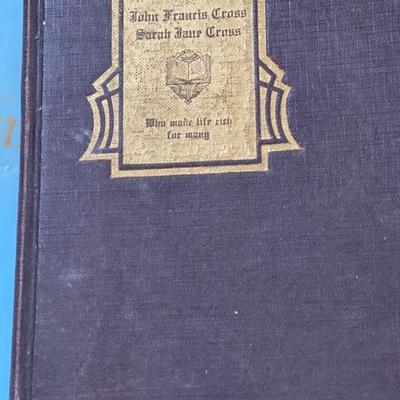 John Francis Cross
Sarah Jane Cross
Who made life rich
for many